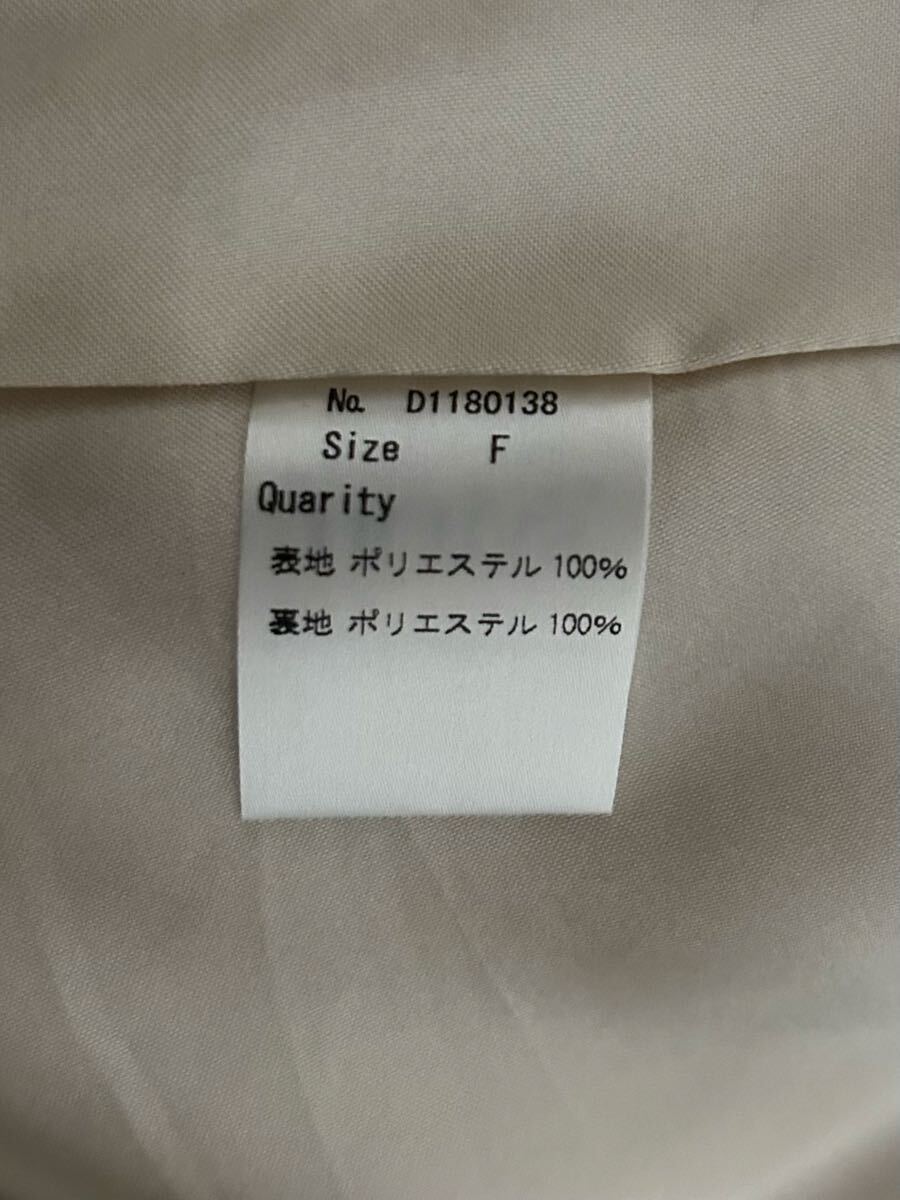 No. D1180138
Size F
Quarity
表地 ポリエステル 100%
裏地 ポリエステル 100%